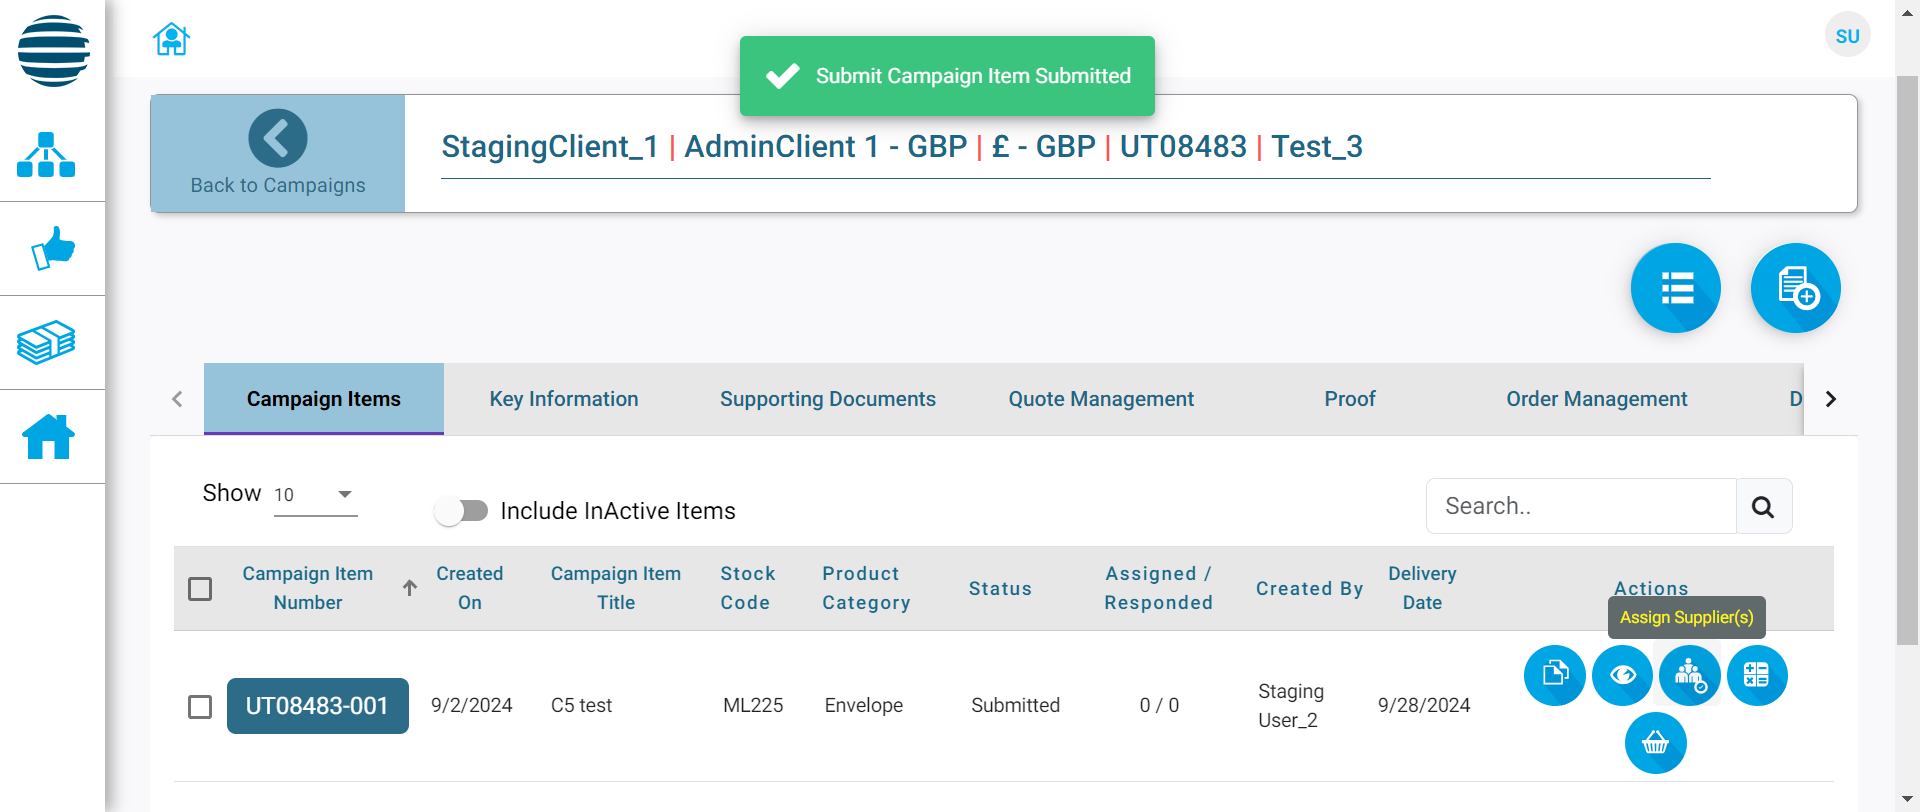 SU
Submit Campaign Item Submitted
Back to Campaigns
StagingClient_1 | AdminClient 1 - GBP | £ - GBP | UT08483 | Test_3
Campaign Items
Key Information
Supporting Documents
Quote Management
Proof
Order Management
D
Show 10
Include InActive Items
Search..
Campaign Item
Number
Created
On
Campaign Item
Title
Stock
Code
Product
Category
Status
Assigned /
Responded
Created By
Delivery
Date
Actions
Assign Supplier(s)
UT08483-001
9/2/2024
C5 test
ML225
Envelope
Submitted
0 / 0
Staging
User_2
9/28/2024